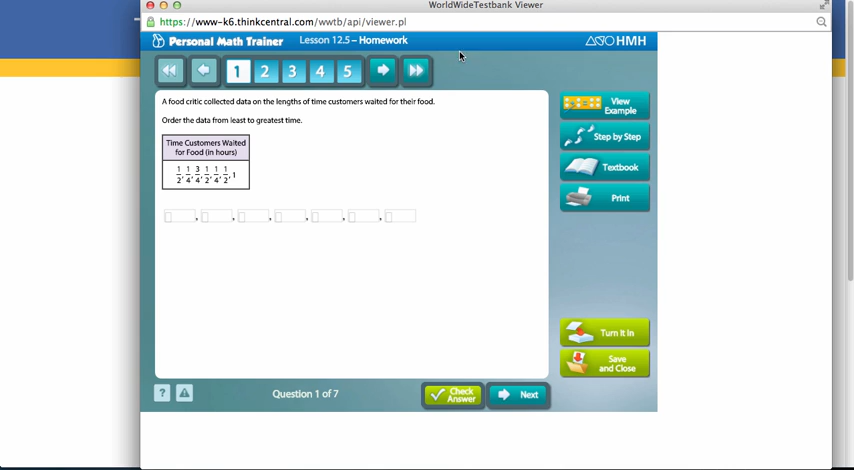 WorldWideTestbank Viewer
https://www-k6.thinkcentral.com/wwtb/api/viewer.pl
Personal Math Trainer Lesson 12.5 – Homework HMH
1 2 3 4 5
A food critic collected data on the lengths of time customers waited for their food.
Order the data from least to greatest time.
Time Customers Waited
for Food (in hours)
1/2, 1/4, 3/4, 1/2, 1/4, 1/2, 1
, , , , , ,
View
Example
Step by Step
Textbook
Print
Turn It In
Save
and Close
? Question 1 of 7
Check
Answer
Next